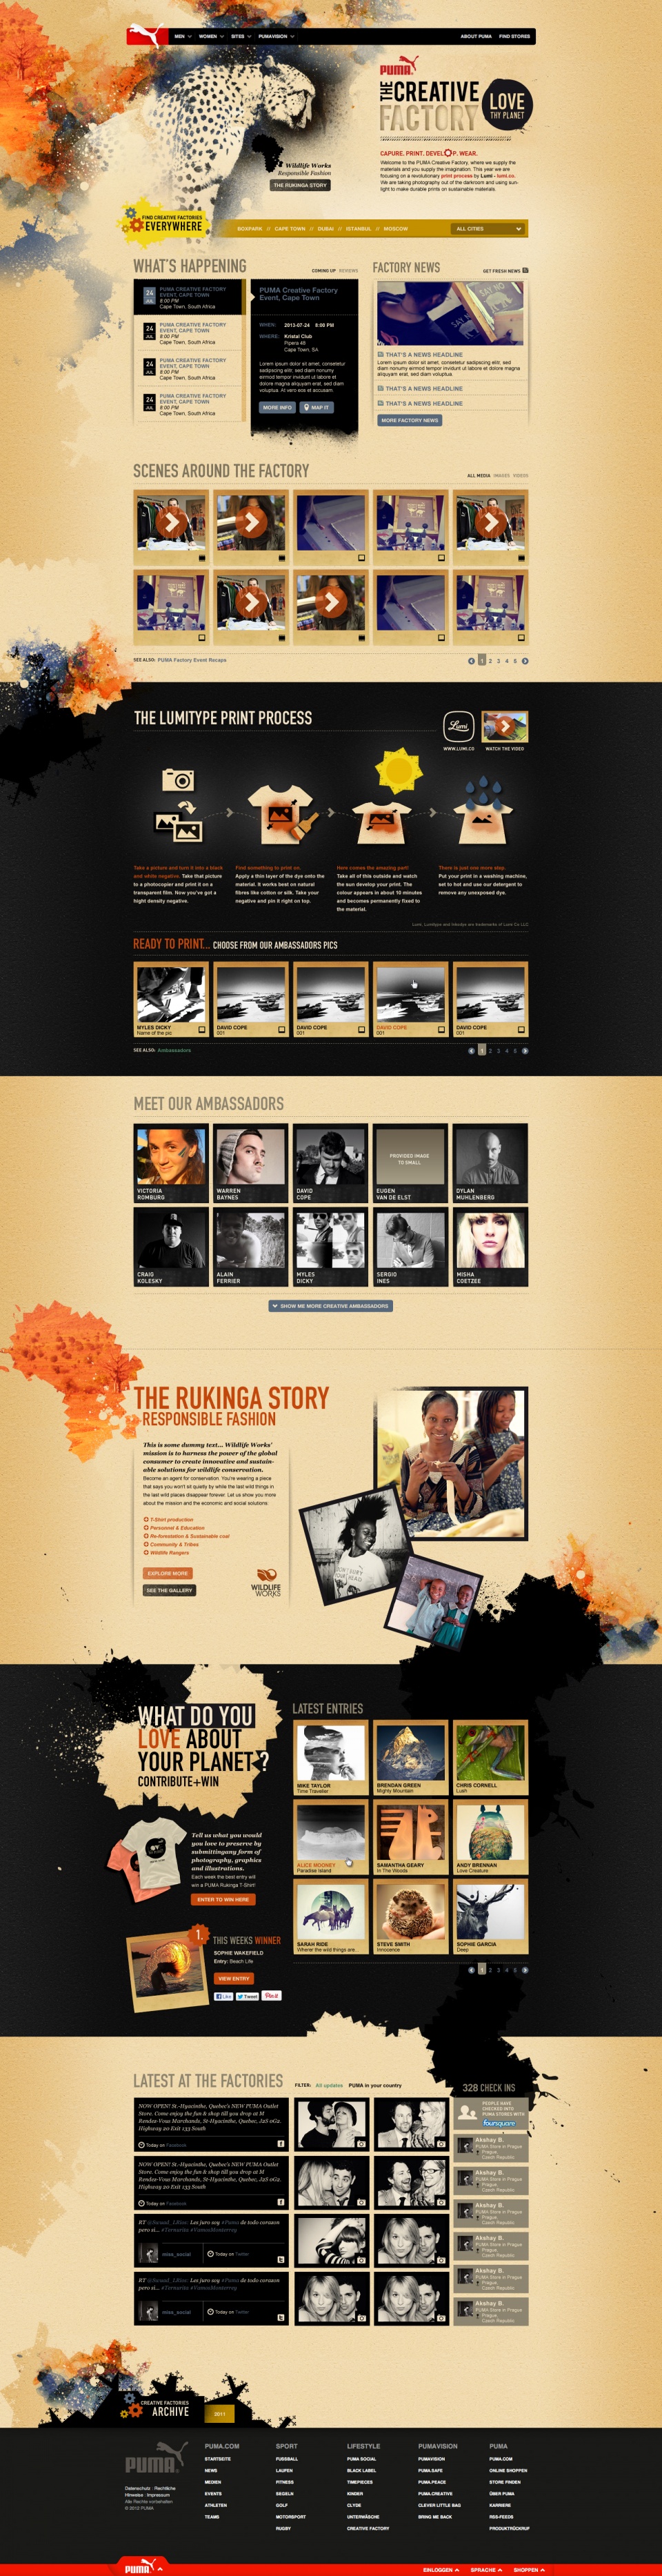 MEN WOMEN SITES PUMAVISION ABOUT PUMA FIND STORES
PUMA
THE CREATIVE FACTORY
LOVE THY PLANET
Wildlife Works
Responsible Fashion
THE RUKINGA STORY
CAPURE. PRINT. DEVELOP. WEAR.
Welcome to the PUMA Creative Factory, where we supply the
materials and you supply the imagination. This year we are
focusing on a revolutionary print process by Lumi - lumi.co.
We are taking photography out of the darkroom and using sun-
light to make durable prints on sustainable materials.
FIND CREATIVE FACTORIES
EVERYWHERE
BOXPARK // CAPE TOWN // DUBAI // ISTANBUL // MOSCOW
ALL CITIES
WHAT'S HAPPENING
COMING UP REVIEWS
24 JUL
PUMA CREATIVE FACTORY
EVENT, CAPE TOWN
8:00 PM
Cape Town, South Africa
24 JUL
PUMA CREATIVE FACTORY
EVENT, CAPE TOWN
8:00 PM
Cape Town, South Africa
24 JUL
PUMA CREATIVE FACTORY
EVENT, CAPE TOWN
8:00 PM
Cape Town, South Africa
24 JUL
PUMA CREATIVE FACTORY
EVENT, CAPE TOWN
8:00 PM
Cape Town, South Africa
PUMA Creative Factory
Event, Cape Town
WHEN: 2013-07-24 8:00 PM
WHERE: Kristal Club
Pipera 48
Cape Town, SA
Lorem ipsum dolor sit amet, consetetur
sadipscing elitr, sed diam nonumy
eirmod tempor invidunt ut labore et
dolore magna aliquyam erat, sed diam
voluptua. At vero eos et accusam.
MORE INFO
MAP IT
FACTORY NEWS
GET FRESH NEWS
THAT'S A NEWS HEADLINE
Lorem ipsum dolor sit amet, consetetur sadipscing elitr, sed
diam nonumy eirmod tempor invidunt ut labore et dolore magna
aliquyam erat, sed diam voluptua
THAT'S A NEWS HEADLINE
THAT'S A NEWS HEADLINE
MORE FACTORY NEWS
SCENES AROUND THE FACTORY
ALL MEDIA IMAGES VIDEOS
SEE ALSO: PUMA Factory Event Recaps
1 2 3 4 5
THE LUMITYPE PRINT PROCESS
Lumi
WWW.LUMI.CO
WATCH THE VIDEO
Take a picture and turn it into a black
and white negative. Take that picture
to a photocopier and print it on a
transparent film. Now you've got a
hight density negative.
Find something to print on.
Apply a thin layer of the dye onto the
material. It works best on natural
fibres like cotton or silk. Take your
negative and pin it right on top.
Here comes the amazing part!
Take all of this outside and watch
the sun develop your print. The
colour appears in about 10 minutes
and becomes permanently fixed to
the material.
There is just one more step.
Put your print in a washing machine,
set to hot and use our detergent to
remove any unexposed dye.
Lumi, Lumitype and Inkodye are trademarks of Lumi Co LLC
READY TO PRINT... CHOOSE FROM OUR AMBASSADORS PICS
MYLES DICKY
Name of the pic
DAVID COPE
001
DAVID COPE
001
DAVID COPE
001
DAVID COPE
001
SEE ALSO: Ambassadors
1 2 3 4 5
MEET OUR AMBASSADORS
VICTORIA ROMBURG
WARREN BAYNES
DAVID COPE
PROVIDED IMAGE
TO SMALL
EUGEN VAN DE ELST
DYLAN MUHLENBERG
CRAIG KOLESKY
ALAIN FERRIER
MYLES DICKY
SERGIO INES
MISHA COETZEE
SHOW ME MORE CREATIVE AMBASSADORS
THE RUKINGA STORY
RESPONSIBLE FASHION
This is some dummy text... Wildlife Works'
mission is to harness the power of the global
consumer to create innovative and sustain-
able solutions for wildlife conservation.
Become an agent for conservation. You're wearing a piece
that says you won't sit quietly by while the last wild things in
the last wild places disappear forever. Let us show you more
about the mission and the economic and social solutions:
T-Shirt production
Personnel & Education
Re-forestation & Sustainable coal
Community & Tribes
Wildlife Rangers
EXPLORE MORE
SEE THE GALLERY
WILDLIFE WORKS
WHAT DO YOU
LOVE ABOUT
YOUR PLANET?
CONTRIBUTE+WIN
Tell us what you would
you love to preserve by
submittingany form of
photography, graphics
and illustrations.
Each week the best entry will
win a PUMA Rukinga T-Shirt!
ENTER TO WIN HERE
1.
THIS WEEKS WINNER
SOPHIE WAKEFIELD
Entry: Beach Life
VIEW ENTRY
Like Tweet Pin it
LATEST ENTRIES
MIKE TAYLOR
Time Traveller
BRENDAN GREEN
Mighty Mountain
CHRIS CORNELL
Lush
ALICE ROONEY
Paradise Island
SAMANTHA GEARY
In The Woods
ANDY BRENNAN
Love Creature
SARAH RIDE
Where the wild things are...
STEVE SMITH
Innocence
SOPHIE GARCIA
Deep
1 2 3 4 5
LATEST AT THE FACTORIES
FILTER: All updates PUMA in your country
328 CHECK INS
NOW OPEN! St.-Hyacinthe, Quebec's NEW PUMA Outlet
Store. Come enjoy the fun & shop till you drop at M
Rendez-Vous Marchands, St-Hyacinthe, Quebec, J2S 0G2.
Highway 20 Exit 133 South
Today on Facebook
NOW OPEN! St.-Hyacinthe, Quebec's NEW PUMA Outlet
Store. Come enjoy the fun & shop till you drop at M
Rendez-Vous Marchands, St-Hyacinthe, Quebec, J2S 0G2.
Highway 20 Exit 133 South
Today on Facebook
Les juro soy #Puma de todo corazon
pero si... #Ternurita #VamosMonterrey
miss_social Today on Twitter
Les juro soy #Puma de todo corazon
pero si... #Ternurita #VamosMonterrey
miss_social Today on Twitter
PEOPLE HAVE
CHECKED INTO
PUMA STORES WITH
foursquare
Akshay B.
PUMA Store in Prague
Prague,
Czech Republic
Akshay B.
PUMA Store in Prague
Prague,
Czech Republic
Akshay B.
PUMA Store in Prague
Prague,
Czech Republic
Akshay B.
PUMA Store in Prague
Prague,
Czech Republic
Akshay B.
PUMA Store in Prague
Prague,
Czech Republic
Akshay B.
PUMA Store in Prague
Prague,
Czech Republic
CREATIVE FACTORIES
ARCHIVE
2011
PUMA
Datenschutz Rechtliche
Hinweise Impressum
Alle Rechte vorbehalten
© 2012 PUMA
PUMA.COM
STARTSEITE
NEWS
MEDIEN
EVENTS
ATHLETEN
TEAMS
SPORT
FUSSBALL
LAUFEN
FITNESS
SEGELN
GOLF
MOTORSPORT
RUGBY
LIFESTYLE
PUMA SOCIAL
BLACK LABEL
TIMEPIECES
KINDER
CLYDE
UNTERWÄSCHE
CREATIVE FACTORY
PUMAVISION
PUMAVISION
PUMA.SAFE
PUMA.PEACE
PUMA.CREATIVE
CLEVER LITTLE BAG
BRING ME BACK
PUMA
PUMA.COM
ONLINE SHOPPEN
STORE FINDEN
ÜBER PUMA
KARRIERE
RSS-FEEDS
PRODUKTRÜCKRUF
PUMA
EINLOGGEN SPRACHE SHOPPEN